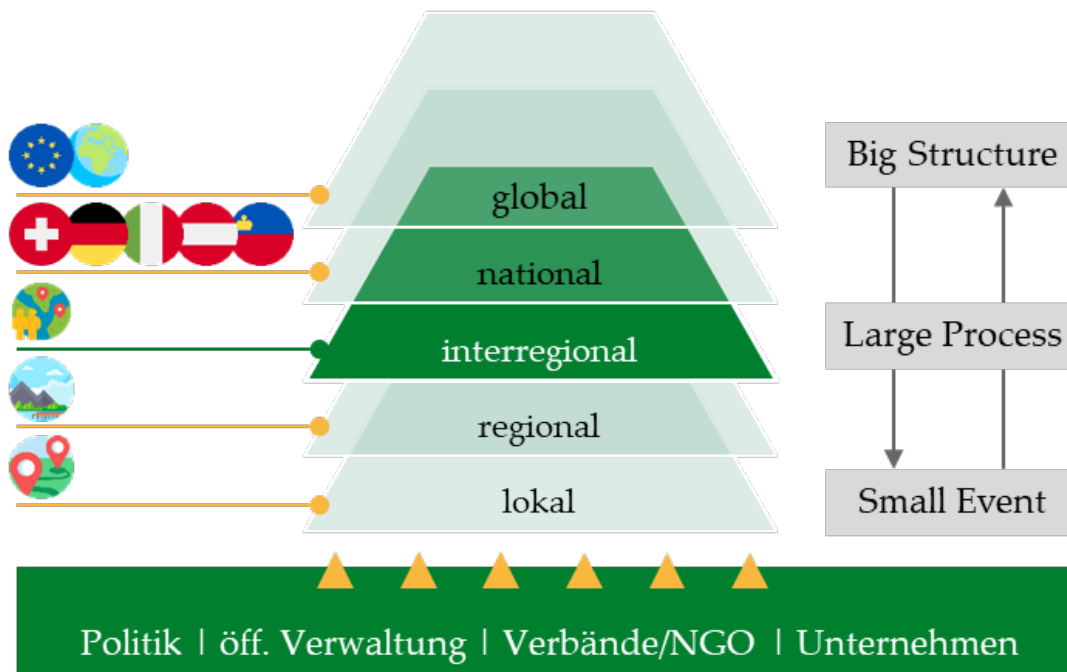 global
national
interregional
regional
lokal
Big Structure
Large Process
Small Event
Politik | öff. Verwaltung | Verbände/NGO | Unternehmen